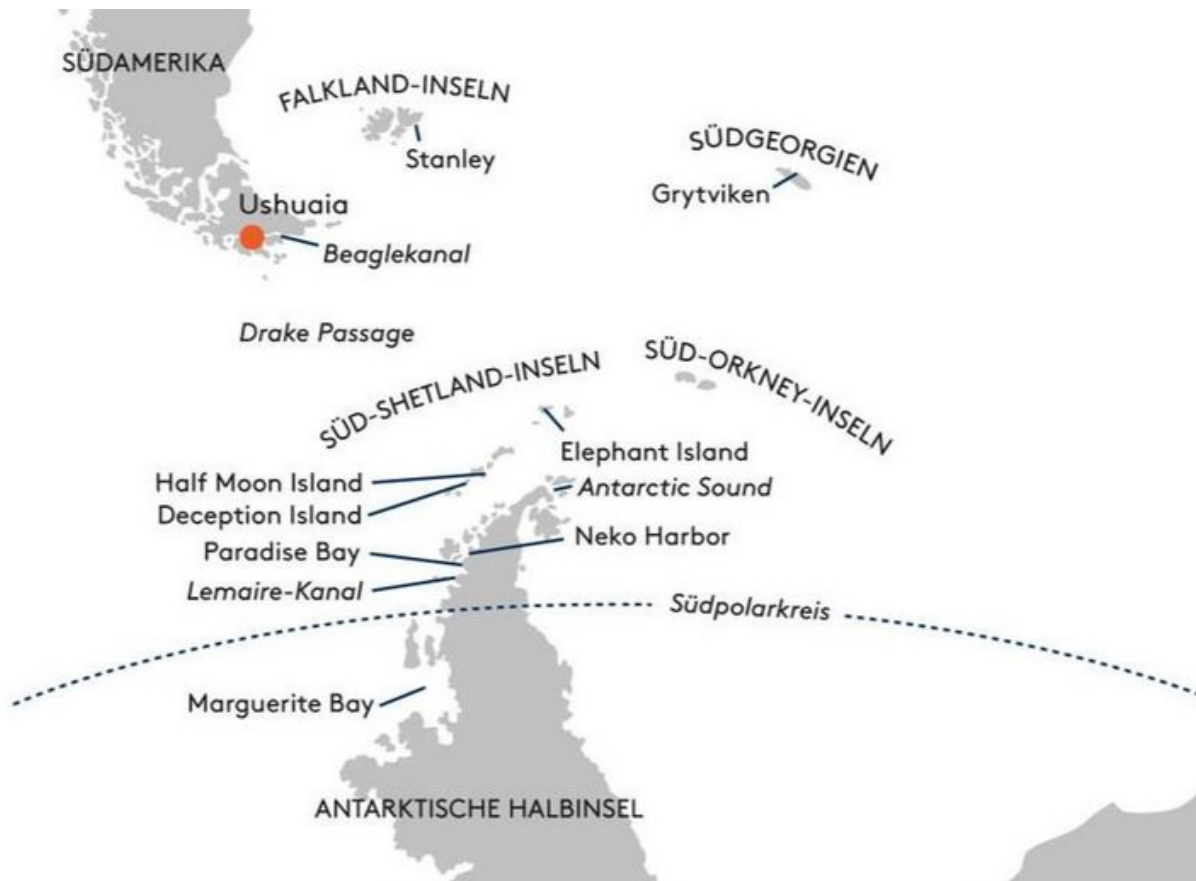 SÜDAMERIKA
FALKLAND-INSELN
Stanley
SÜDGEORGIEN
Grytviken
Ushuaia
Beaglekanal
Drake Passage
SÜD-SHETLAND-INSELN
SÜD-ORKNEY-INSELN
Elephant Island
Half Moon Island
Antarctic Sound
Deception Island
Neko Harbor
Paradise Bay
Lemaire-Kanal
Südpolarkreis
Marguerite Bay
ANTARKTISCHE HALBINSEL